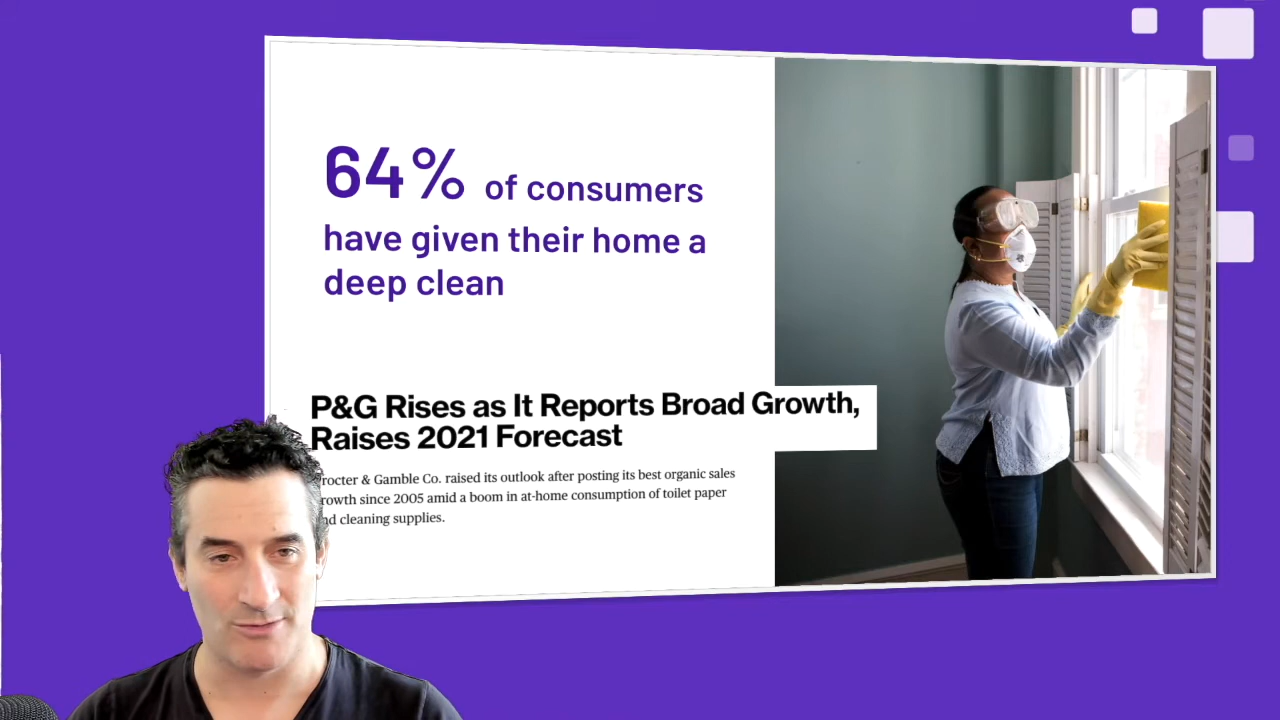 64% of consumers
have given their home a
deep clean
P&G Rises as It Reports Broad Growth,
Raises 2021 Forecast
rocter & Gamble Co. raised its outlook after posting its best organic sales
rowth since 2005 amid a boom in at-home consumption of toilet paper
nd cleaning supplies.